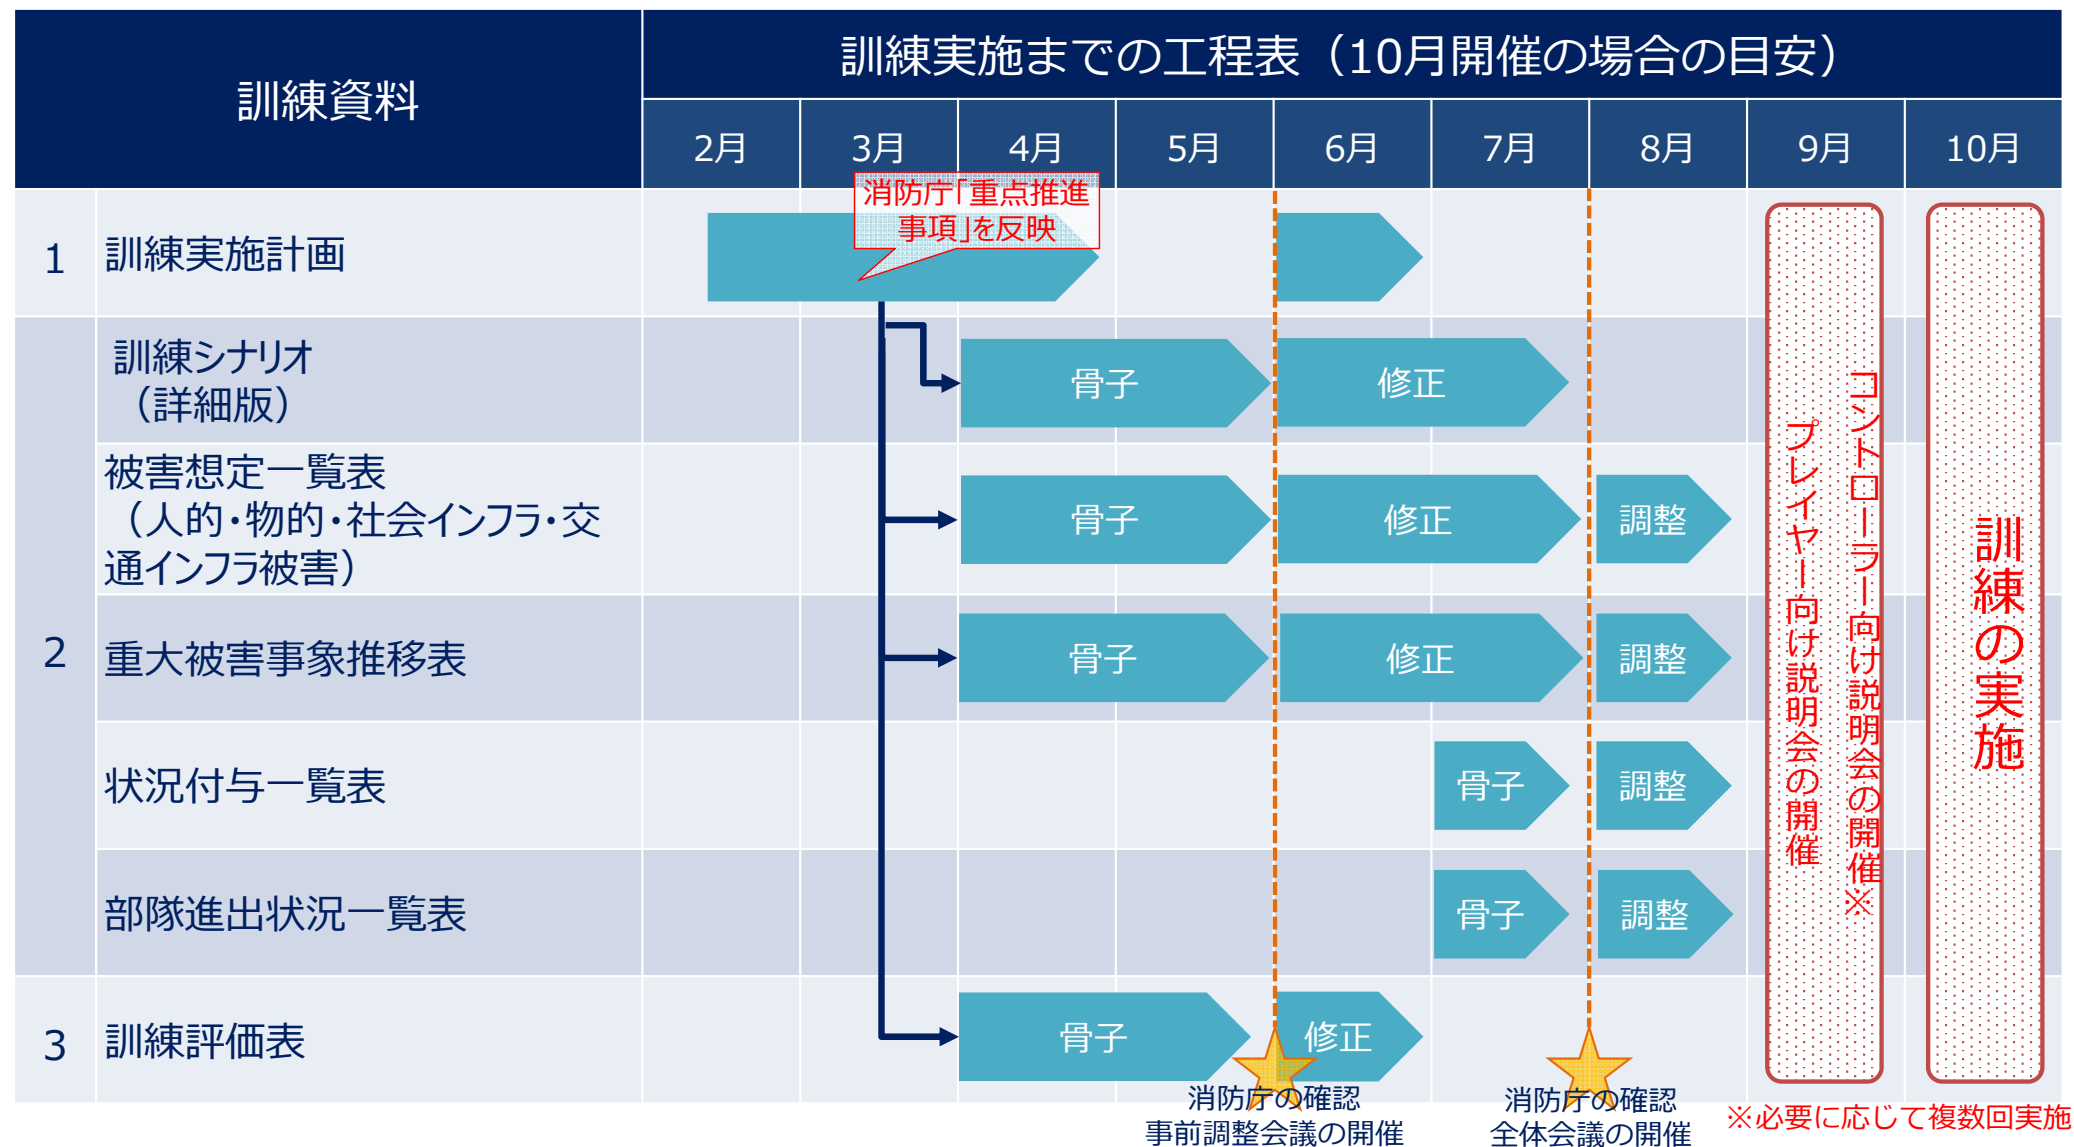 訓練資料
訓練実施までの工程表（10月開催の場合の目安）
2月
3月
4月
5月
6月
7月
8月
9月
10月
1
訓練実施計画
消防庁「重点推進
事項」を反映
2
訓練シナリオ
（詳細版）
骨子
修正
被害想定一覧表
（人的・物的・社会インフラ・交
通インフラ被害）
骨子
修正
調整
重大被害事象推移表
骨子
修正
調整
状況付与一覧表
骨子
調整
部隊進出状況一覧表
骨子
調整
3
訓練評価表
骨子
修正
コントローラー向け説明会の開催※
プレイヤー向け説明会の開催
訓練の実施
消防庁の確認
事前調整会議の開催
消防庁の確認
全体会議の開催
※必要に応じて複数回実施